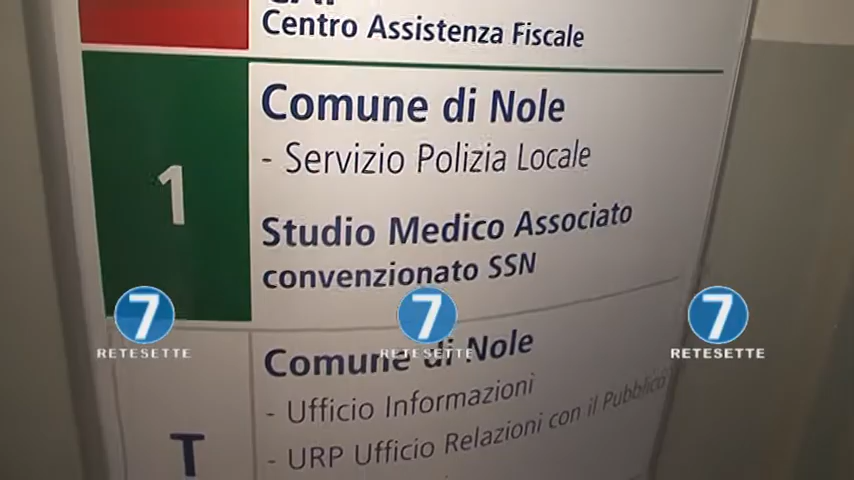 Centro Assistenza Fiscale
1
Comune di Nole
- Servizio Polizia Locale
Studio Medico Associato
convenzionato SSN
7
RETESETTE
7
RETESETTE
7
RETESETTE
T
Comune di Nole
- Ufficio Informazioni
- URP Ufficio Relazioni con il Pubblico